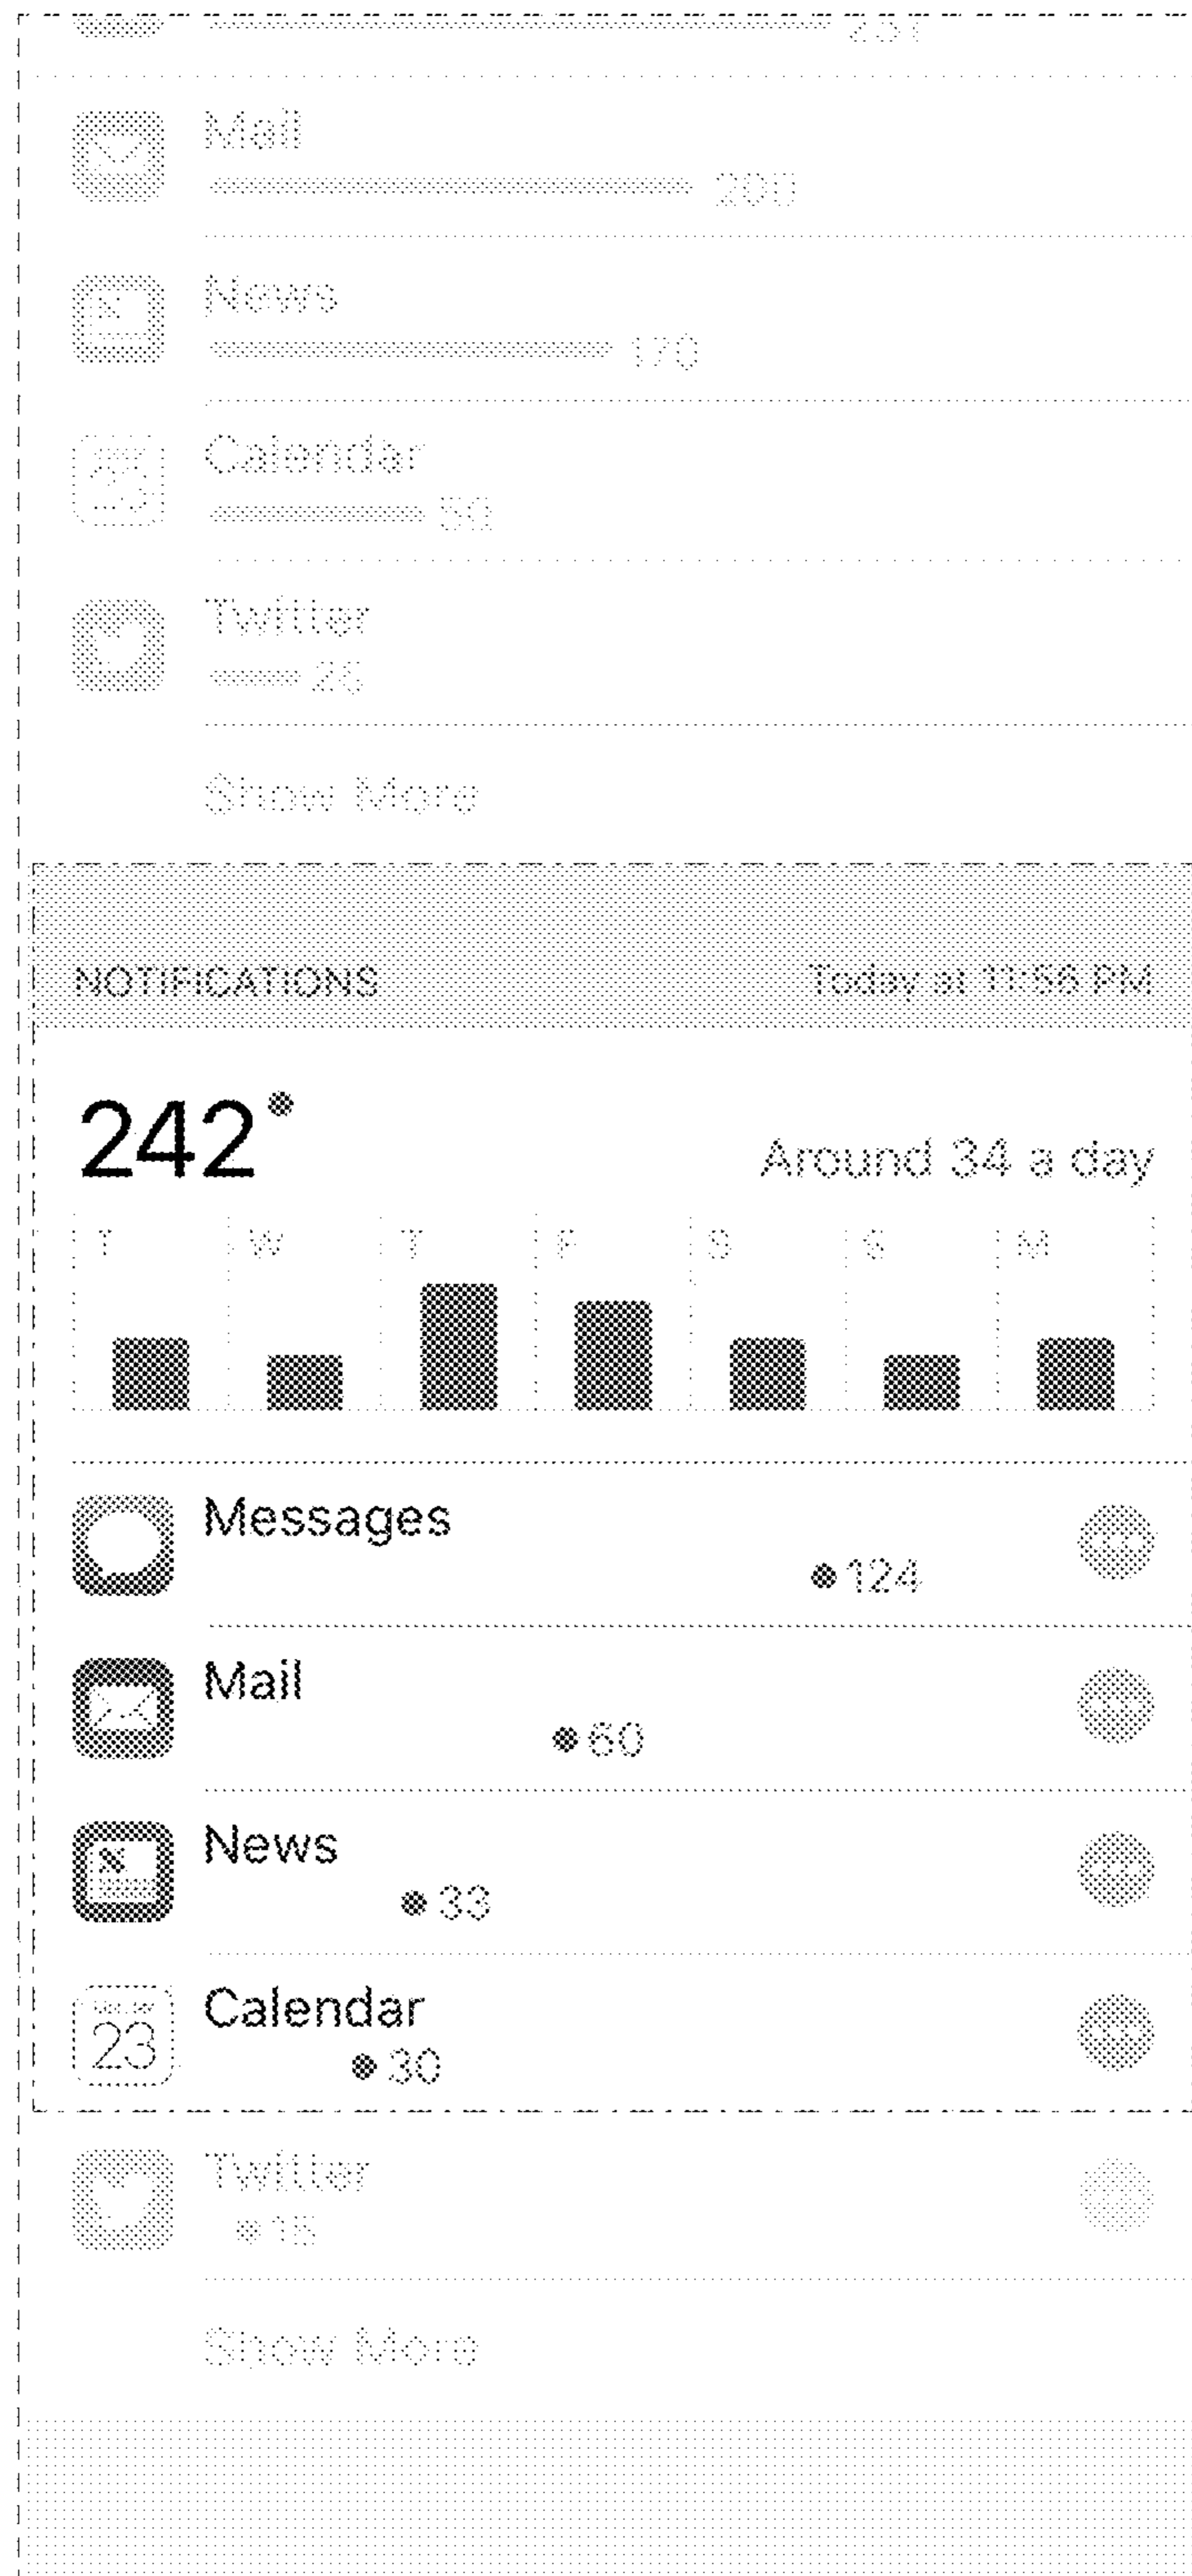 Mail
200
News
170
Calendar
50
Twitter
Show More
NOTIFICATIONS Today at 11:56 PM
242
Around 34 a day
T W T F S S M
Messages
124
Mail
60
News
33
Calendar
23
30
Twitter
15
Show More